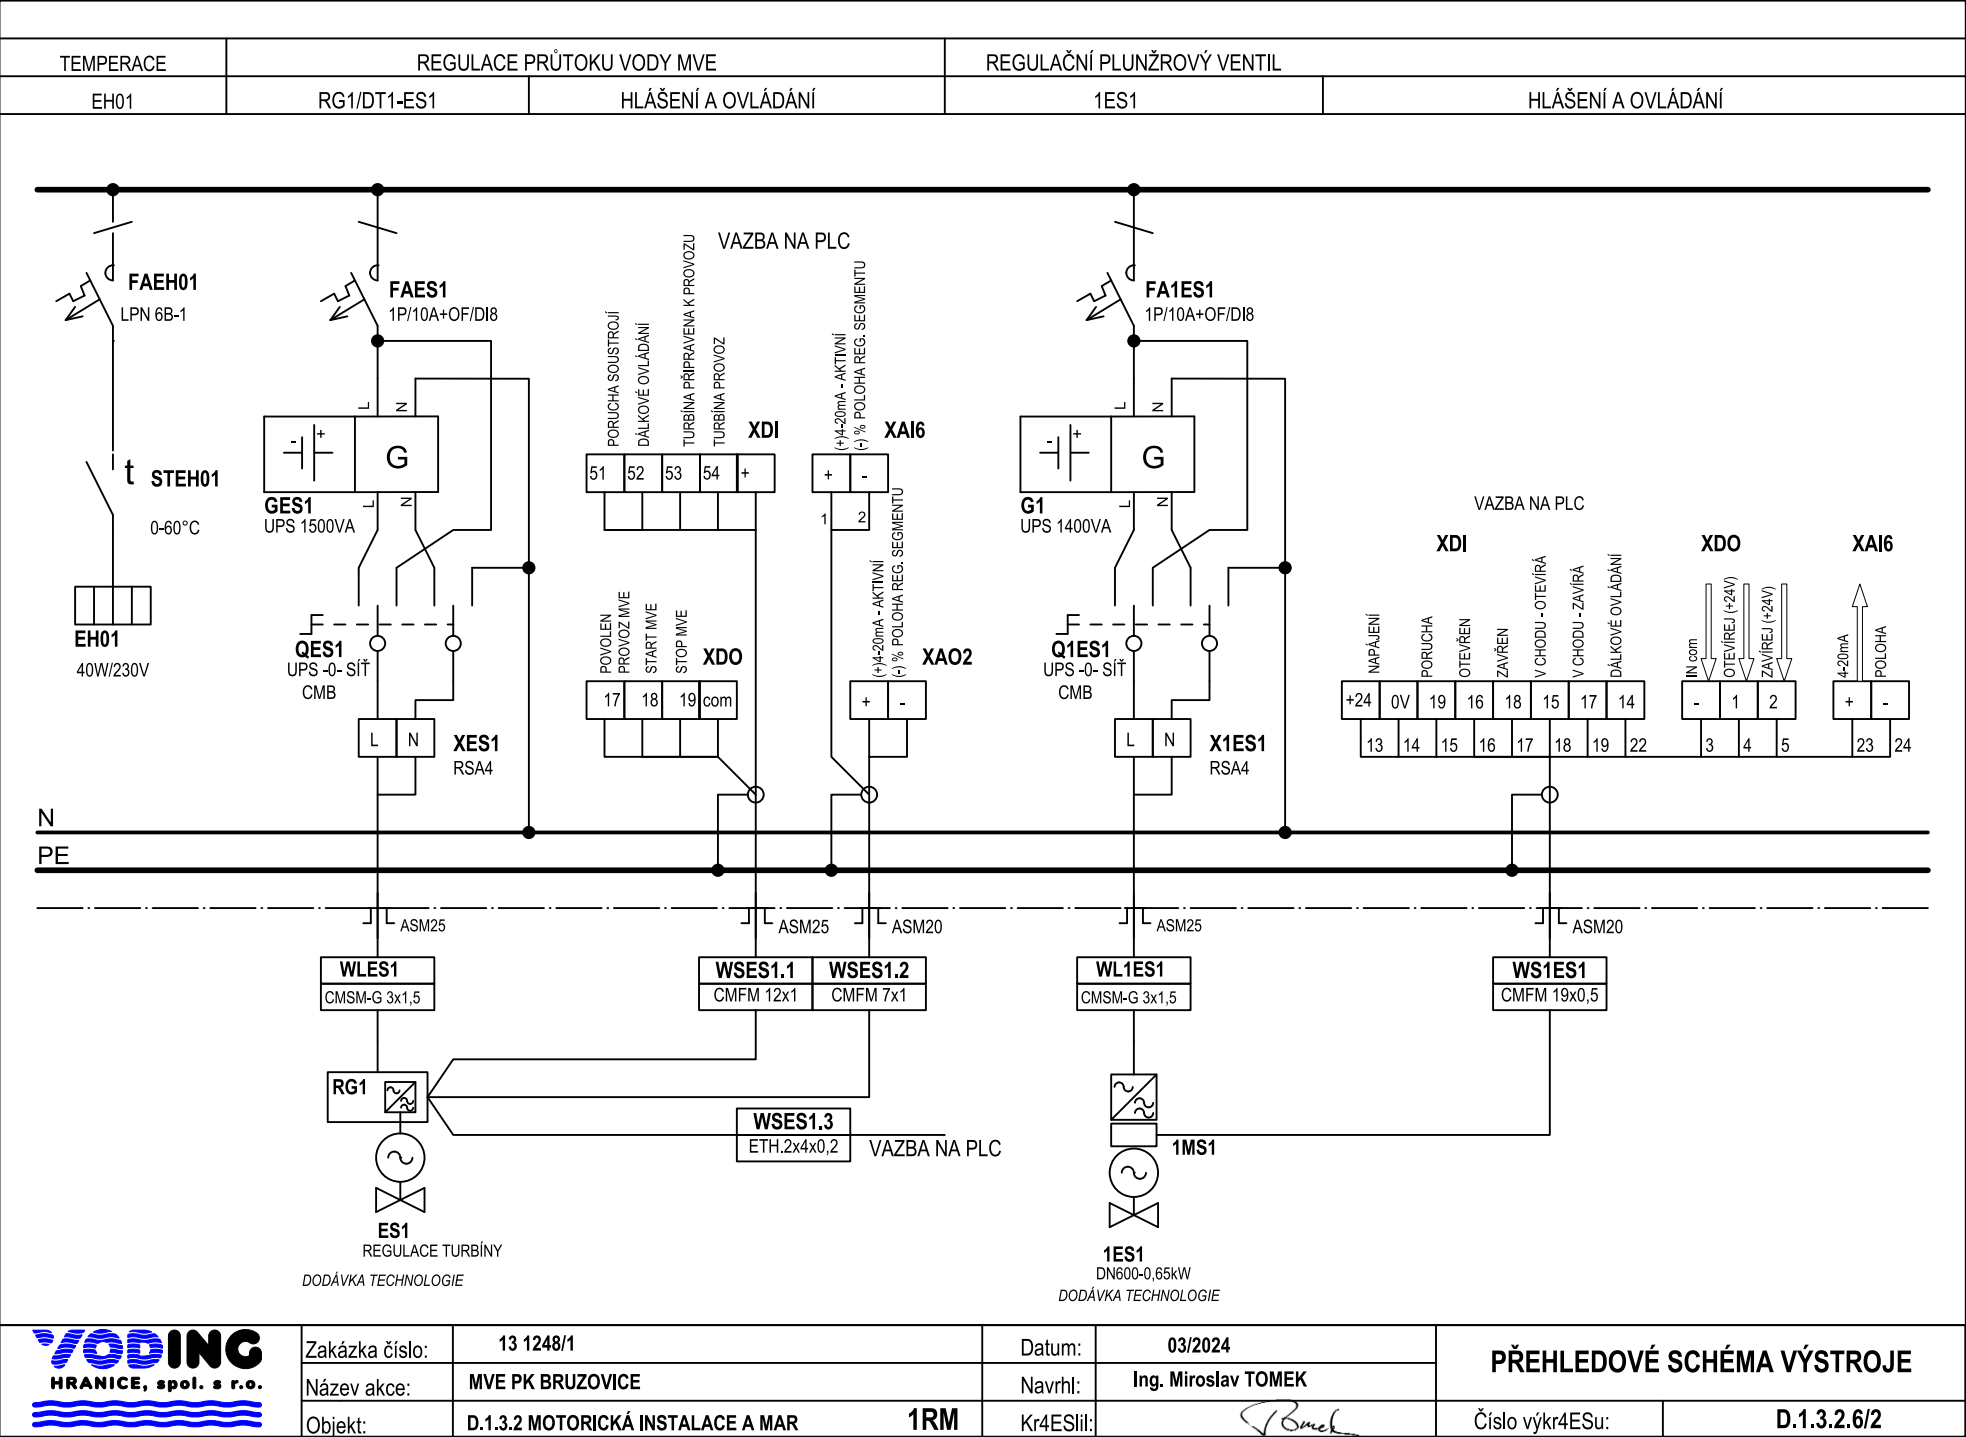 TEMPERACE
REGULACE PRŮTOKU VODY MVE
REGULAČNÍ PLUNŽROVÝ VENTIL
EH01
RG1/DT1-ES1
HLÁŠENÍ A OVLÁDÁNÍ
1ES1
HLÁŠENÍ A OVLÁDÁNÍ
FAEH01
LPN 6B-1
t
STEH01
0-60°C
EH01
40W/230V
FAES1
1P/10A+OF/DI8
L
N
-
+
G
GES1
UPS 1500VA
L
N
QES1
UPS -0- SÍŤ
CMB
L
N
XES1
RSA4
VAZBA NA PLC
PORUCHA SOUSTROJÍ
DÁLKOVÉ OVLÁDÁNÍ
TURBÍNA PŘIPRAVENA K PROVOZU
TURBÍNA PROVOZ
XDI
51 52 53 54 +
(+)4-20mA - AKTIVNÍ
(-) % POLOHA REG. SEGMENTU
XAI6
+ -
1 2
POVOLEN
PROVOZ MVE
START MVE
STOP MVE
XDO
17 18 19 com
(+)4-20mA - AKTIVNÍ
(-) % POLOHA REG. SEGMENTU
XAO2
+ -
FA1ES1
1P/10A+OF/DI8
L
N
-
+
G
G1
UPS 1400VA
L
N
Q1ES1
UPS -0- SÍŤ
CMB
L
N
X1ES1
RSA4
VAZBA NA PLC
XDI
XDO
XAI6
NAPÁJENÍ
PORUCHA
OTEVŘEN
ZAVŘEN
V CHODU - OTEVÍRÁ
V CHODU - ZAVÍRÁ
DÁLKOVÉ OVLÁDÁNÍ
IN com
OTEVÍREJ (+24V)
ZAVÍREJ (+24V)
4-20mA
POLOHA
+24 0V 19 16 18 15 17 14
- 1 2
+ -
13 14 15 16 17 18 19 22
3 4 5
23 24
N
PE
ASM25
ASM25
ASM20
ASM25
ASM20
WLES1
CMSM-G 3x1,5
WSES1.1
CMFM 12x1
WSES1.2
CMFM 7x1
WL1ES1
CMSM-G 3x1,5
WS1ES1
CMFM 19x0,5
RG1
WSES1.3
ETH.2x4x0,2
VAZBA NA PLC
1MS1
ES1
REGULACE TURBÍNY
DODÁVKA TECHNOLOGIE
1ES1
DN600-0,65kW
DODÁVKA TECHNOLOGIE
VODING
HRANICE, spol. s r.o.
Zakázka číslo:
13 1248/1
Datum:
03/2024
PŘEHLEDOVÉ SCHÉMA VÝSTROJE
Název akce:
MVE PK BRUZOVICE
Navrhl:
Ing. Miroslav TOMEK
Objekt:
D.1.3.2 MOTORICKÁ INSTALACE A MAR
1RM
Kr4ESlil:
Číslo výkr4ESu:
D.1.3.2.6/2